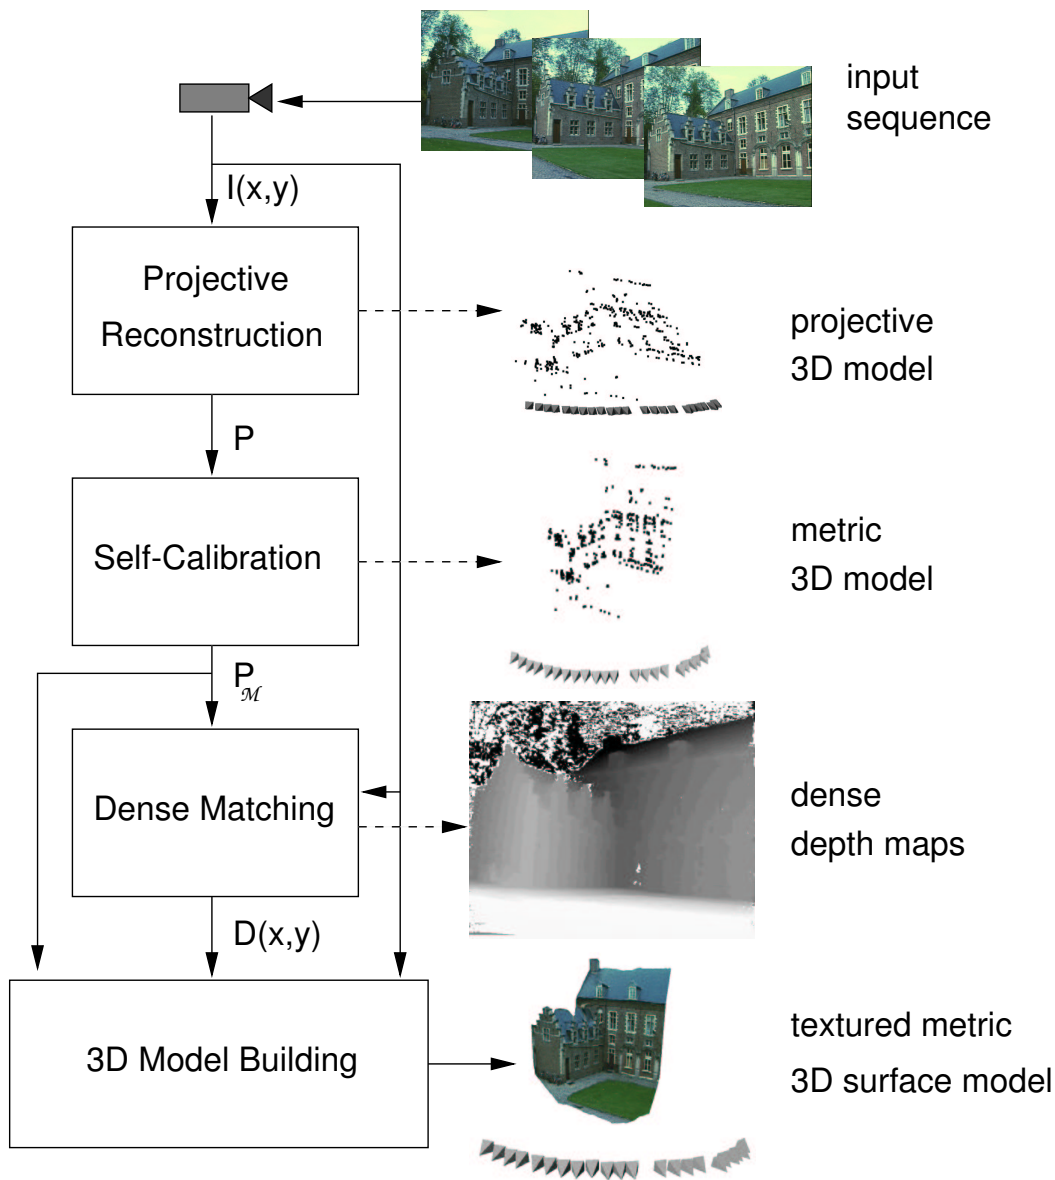 input
sequence
I(x,y)
Projective
Reconstruction
projective
3D model
P
Self-Calibration
metric
3D model
P_M
Dense Matching
dense
depth maps
D(x,y)
3D Model Building
textured metric
3D surface model